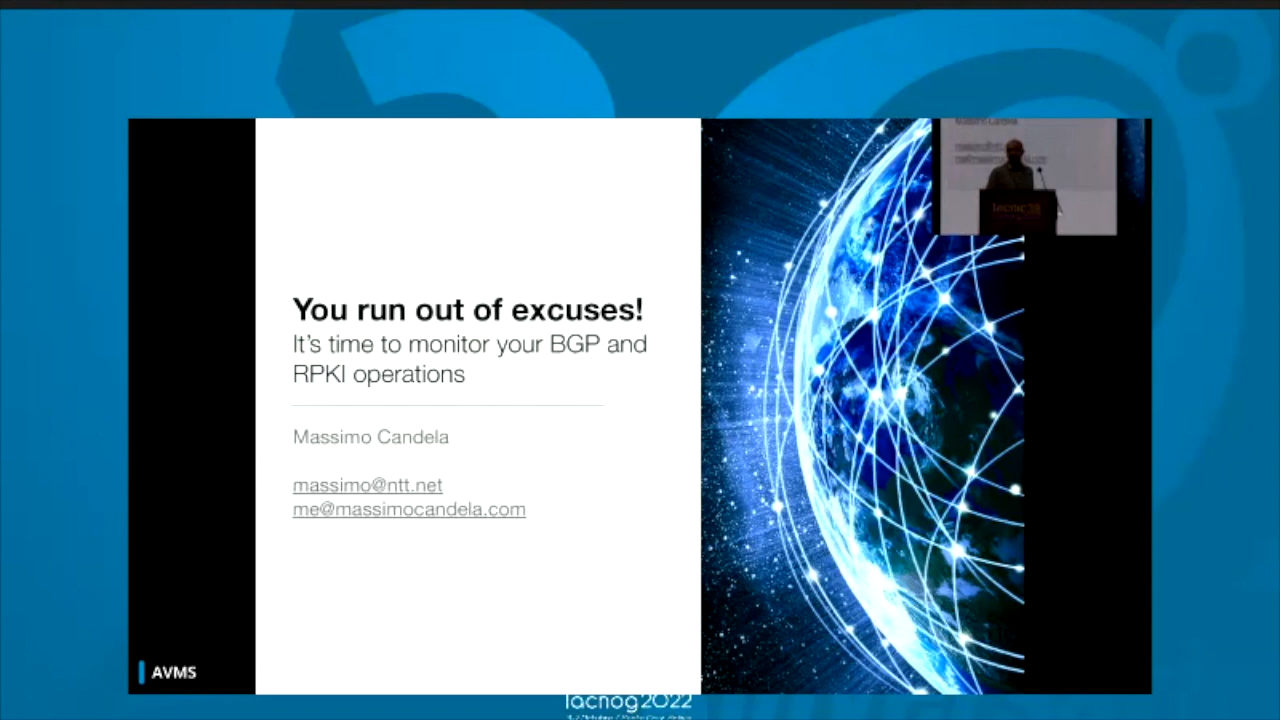 You run out of excuses!
It's time to monitor your BGP and
RPKI operations
Massimo Candela
massimo@ntt.net
me@massimocandela.com
AVMS
lacnog2022